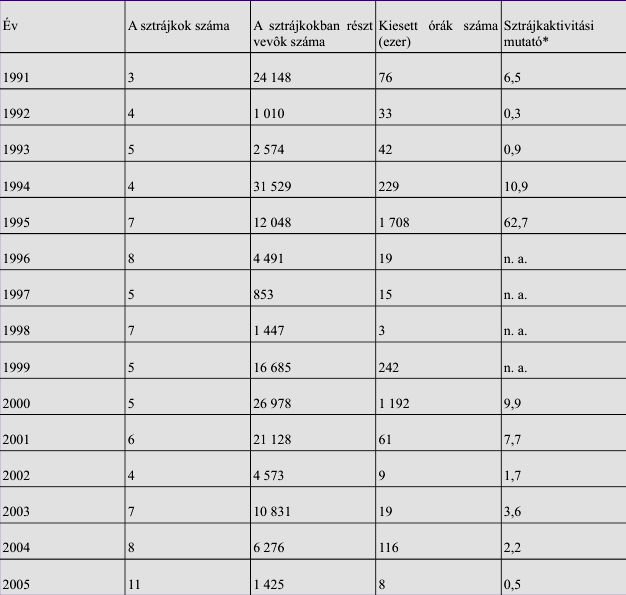 Év A sztrájkok száma A sztrájkokban részt vevôk száma Kiesett órák száma (ezer) Sztrájkaktivitási mutató*
1991 3 24 148 76 6,5
1992 4 1 010 33 0,3
1993 5 2 574 42 0,9
1994 4 31 529 229 10,9
1995 7 12 048 1 708 62,7
1996 8 4 491 19 n. a.
1997 5 853 15 n. a.
1998 7 1 447 3 n. a.
1999 5 16 685 242 n. a.
2000 5 26 978 1 192 9,9
2001 6 21 128 61 7,7
2002 4 4 573 9 1,7
2003 7 10 831 19 3,6
2004 8 6 276 116 2,2
2005 11 1 425 8 0,5